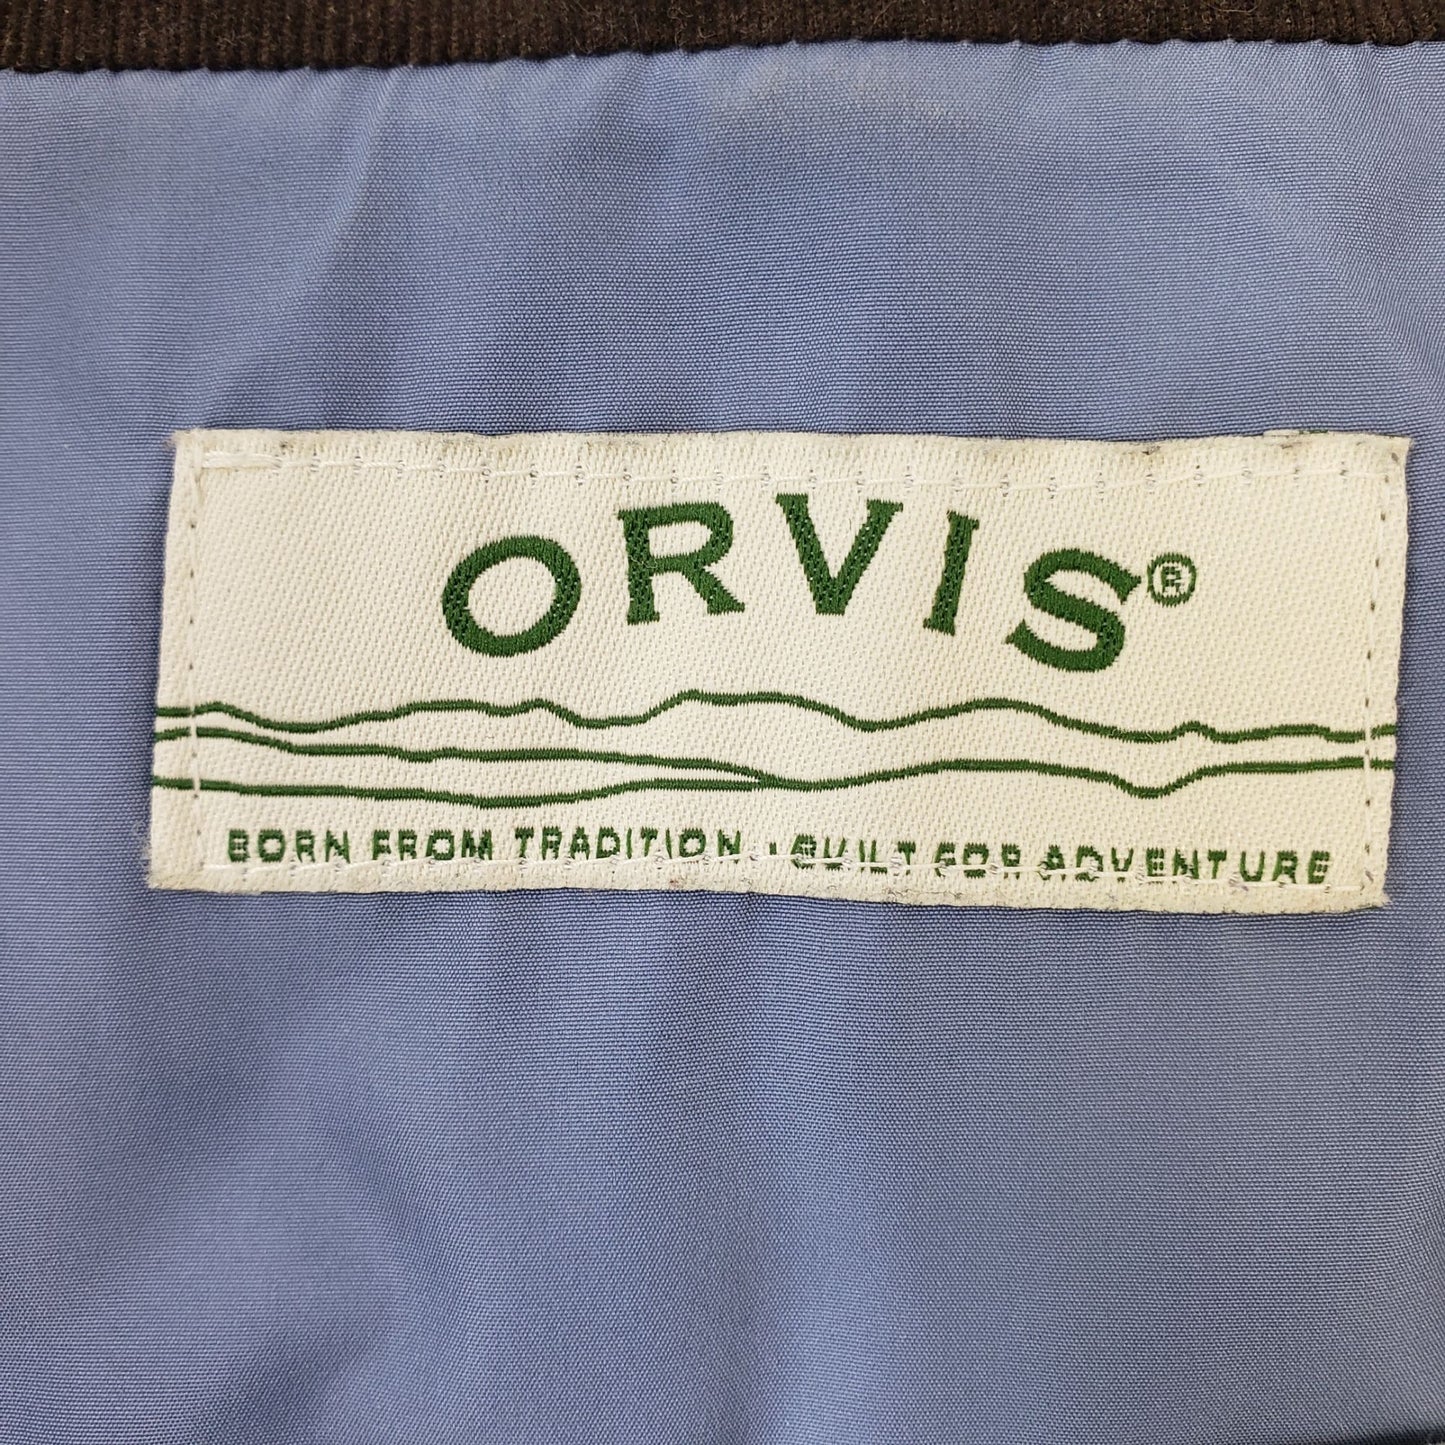 ORVIS®
BORN FROM TRADITION . BUILT FOR ADVENTURE